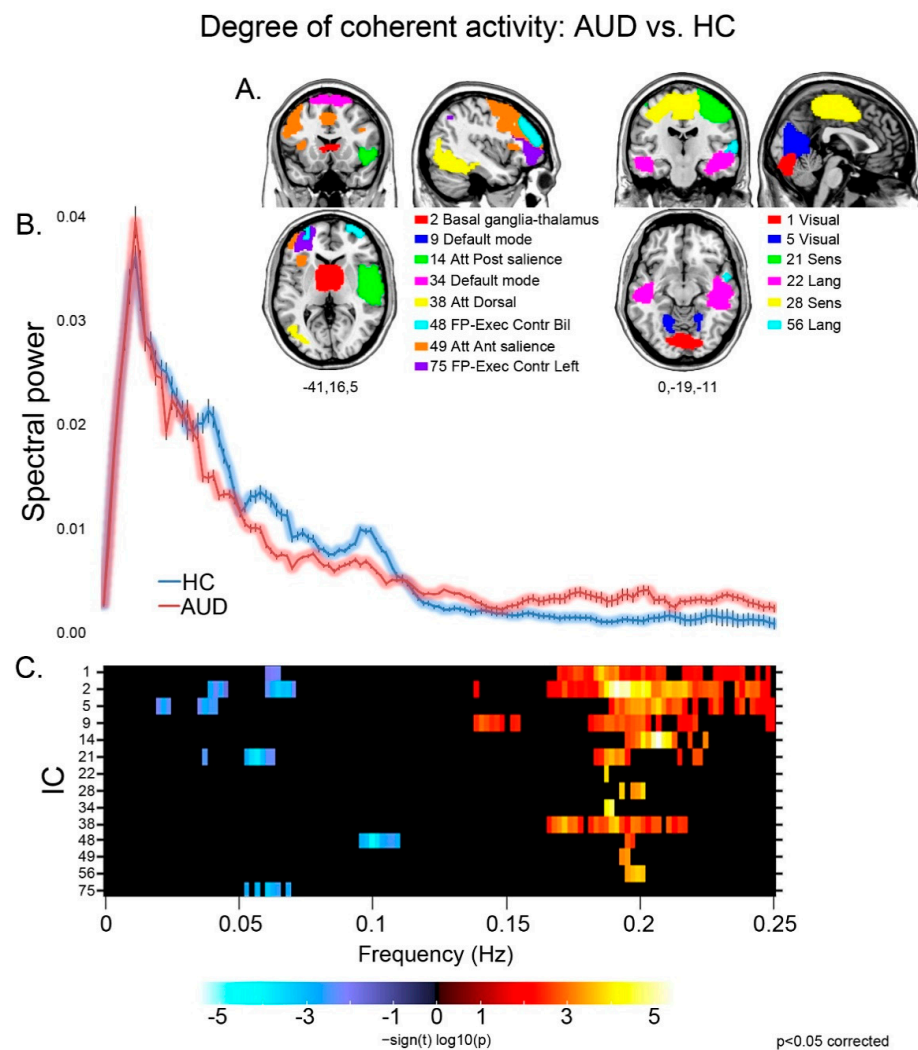 Degree of coherent activity: AUD vs. HC
A.
2 Basal ganglia-thalamus
9 Default mode
14 Att Post salience
34 Default mode
38 Att Dorsal
48 FP-Exec Contr Bil
49 Att Ant salience
75 FP-Exec Contr Left
-41,16,5
1 Visual
5 Visual
21 Sens
22 Lang
28 Sens
56 Lang
0,-19,-11
B.
Spectral power
0.04
0.03
0.02
0.01
0.00
HC
AUD
C.
IC
1
2
5
9
14
21
22
28
34
38
48
49
56
75
0 0.05 0.1 0.15 0.2 0.25
Frequency (Hz)
-5 -3 -1 0 1 3 5
−sign(t) log10(p)
p<0.05 corrected